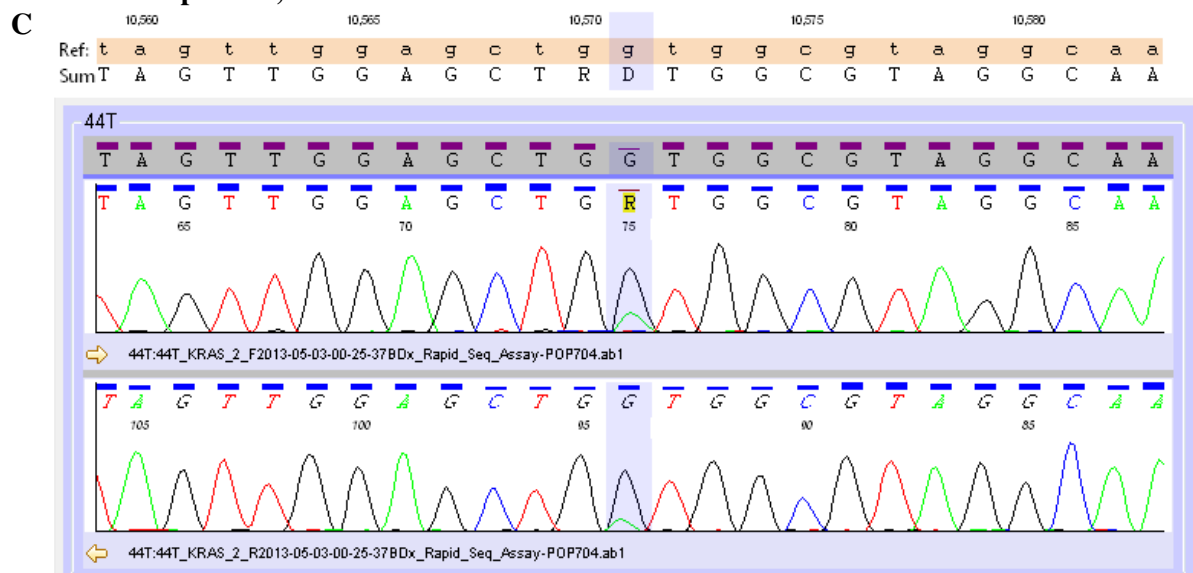 C
10,560 10,565 10,570 10,575 10,580
Ref: t a g t t g g a g c t g g t g g c g t a g g c a a
Sum T A G T T G G A G C T R D T G G C G T A G G C A A
44T
T A G T T G G A G C T G G T G G C G T A G G C A A
T A G T T G G A G C T G R T G G C G T A G G C A A
65 70 75 80 85
44T:44T_KRAS_2_F2013-05-03-00-25-37BDx_Rapid_Seq_Assay-POP704.ab1
T A G T T G G A G C T G G T G G C G T A G G C A A
105 100 95 90 85
44T:44T_KRAS_2_R2013-05-03-00-25-37BDx_Rapid_Seq_Assay-POP704.ab1